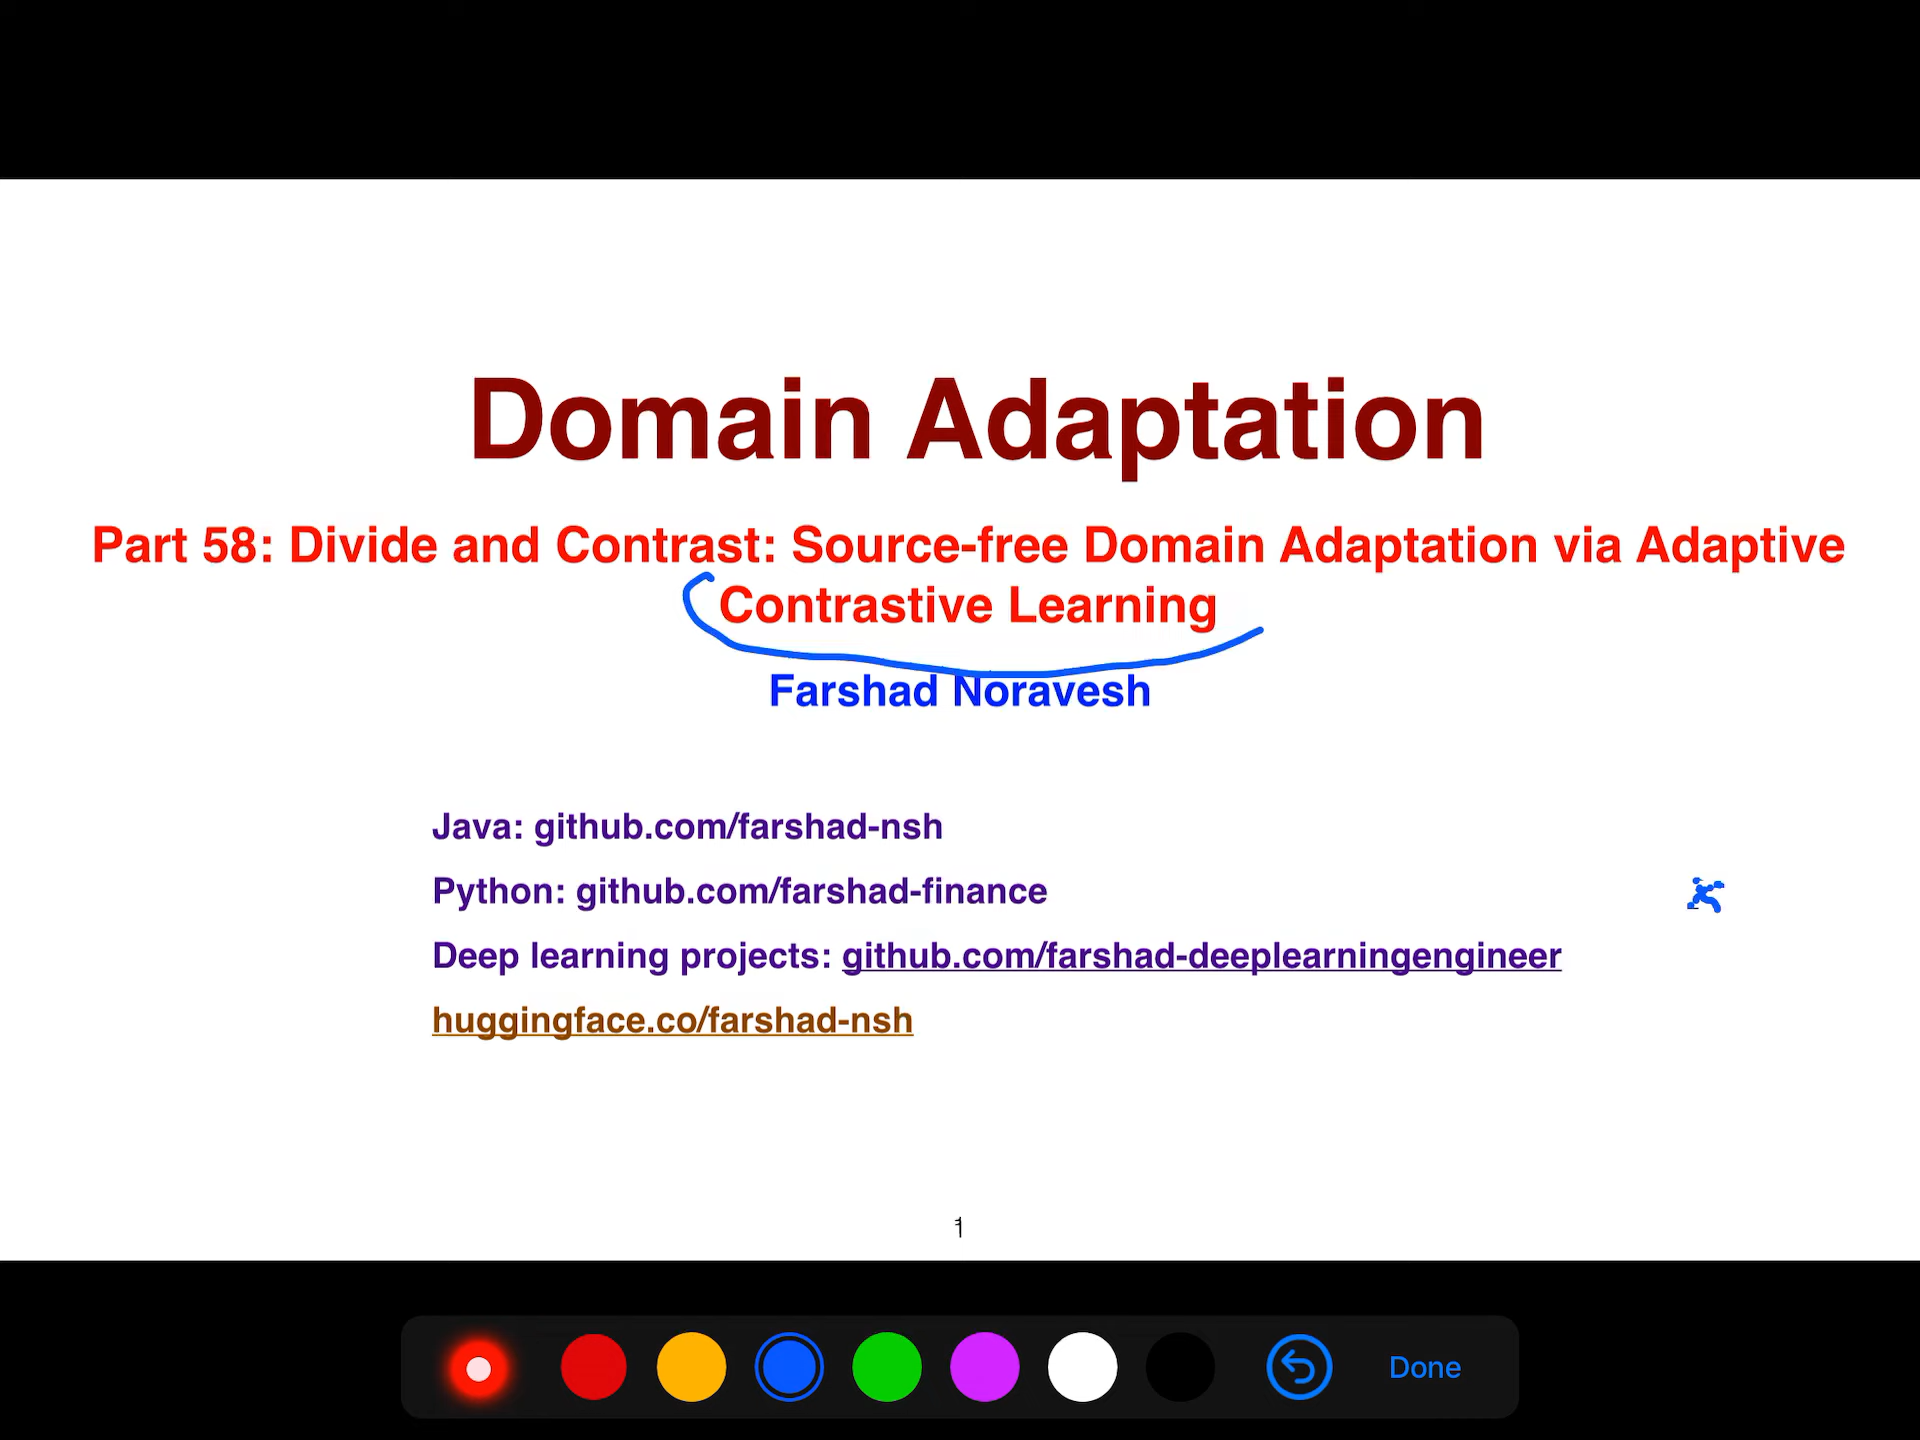 Domain Adaptation
Part 58: Divide and Contrast: Source-free Domain Adaptation via Adaptive
Contrastive Learning
Farshad Noravesh
Java: github.com/farshad-nsh
Python: github.com/farshad-finance
Deep learning projects: github.com/farshad-deeplearningengineer
huggingface.co/farshad-nsh
1
Done